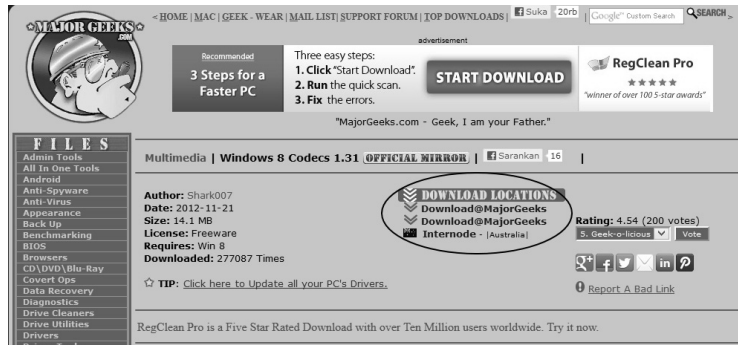 MAJOR GEEKS
.COM
< HOME | MAC | GEEK - WEAR | MAIL LIST| SUPPORT FORUM | TOP DOWNLOADS | Suka 20rb | Google™ Custom Search SEARCH >
advertisement
Recommended
3 Steps for a
Faster PC
Three easy steps:
1. Click "Start Download".
2. Run the quick scan.
3. Fix the errors.
START DOWNLOAD
RegClean Pro
"winner of over 100 5-star awards"
"MajorGeeks.com - Geek, I am your Father."
FILES
Admin Tools
All In One Tools
Android
Anti-Spyware
Anti-Virus
Appearance
Back Up
Benchmarking
BIOS
Browsers
CD\DVD\Blu-Ray
Covert Ops
Data Recovery
Diagnostics
Drive Cleaners
Drive Utilities
Drivers
Multimedia | Windows 8 Codecs 1.31 (OFFICIAL MIRROR) | Sarankan 16 |
Author: Shark007
Date: 2012-11-21
Size: 14.1 MB
License: Freeware
Requires: Win 8
Downloaded: 277087 Times
TIP: Click here to Update all your PC's Drivers.
DOWNLOAD LOCATIONS
Download@MajorGeeks
Download@MajorGeeks
Internode - |Australia|
Rating: 4.54 (200 votes)
5. Geek-o-licious Vote
g+ f in P
Report A Bad Link
RegClean Pro is a Five Star Rated Download with over Ten Million users worldwide. Try it now.